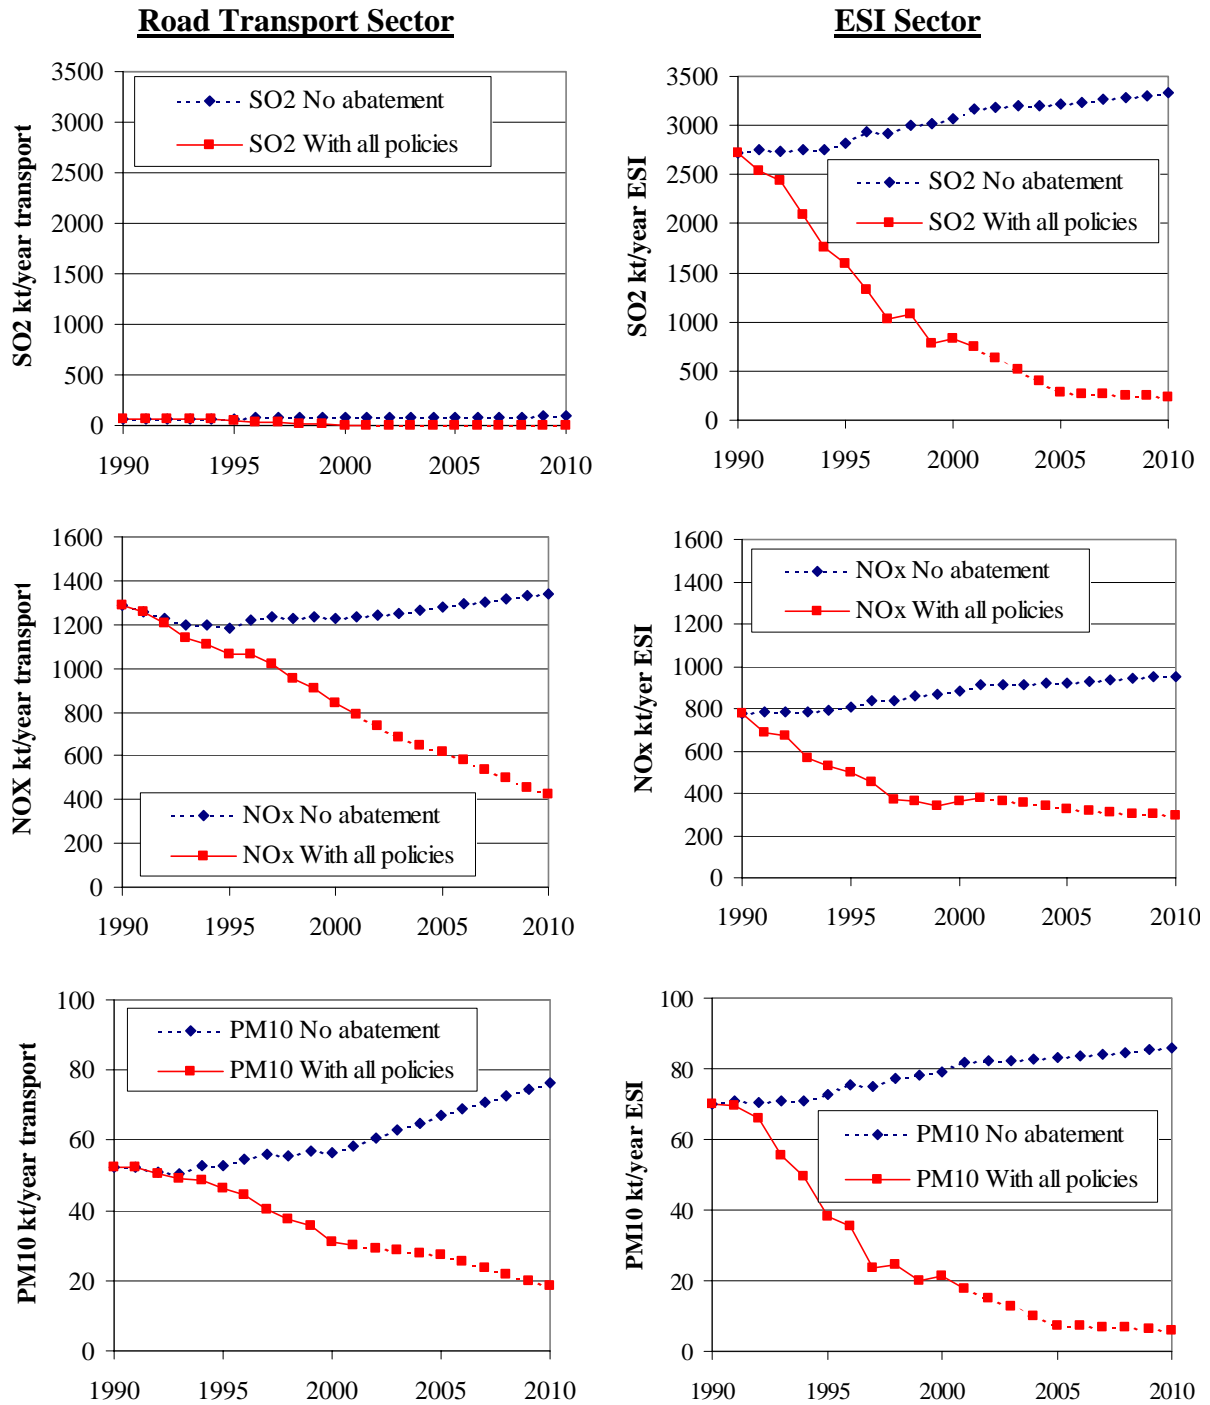 Road Transport Sector
ESI Sector
SO2 kt/year transport
3500
3000
2500
2000
1500
1000
500
0
SO2 No abatement
SO2 With all policies
1990 1995 2000 2005 2010
SO2 kt/year ESI
3500
3000
2500
2000
1500
1000
500
0
SO2 No abatement
SO2 With all policies
1990 1995 2000 2005 2010
NOX kt/year transport
1600
1400
1200
1000
800
600
400
200
0
NOx No abatement
NOx With all policies
1990 1995 2000 2005 2010
NOx kt/yer ESI
1600
1400
1200
1000
800
600
400
200
0
NOx No abatement
NOx With all policies
1990 1995 2000 2005 2010
PM10 kt/year transport
100
80
60
40
20
0
PM10 No abatement
PM10 With all policies
1990 1995 2000 2005 2010
PM10 kt/year ESI
100
80
60
40
20
0
PM10 No abatement
PM10 With all policies
1990 1995 2000 2005 2010